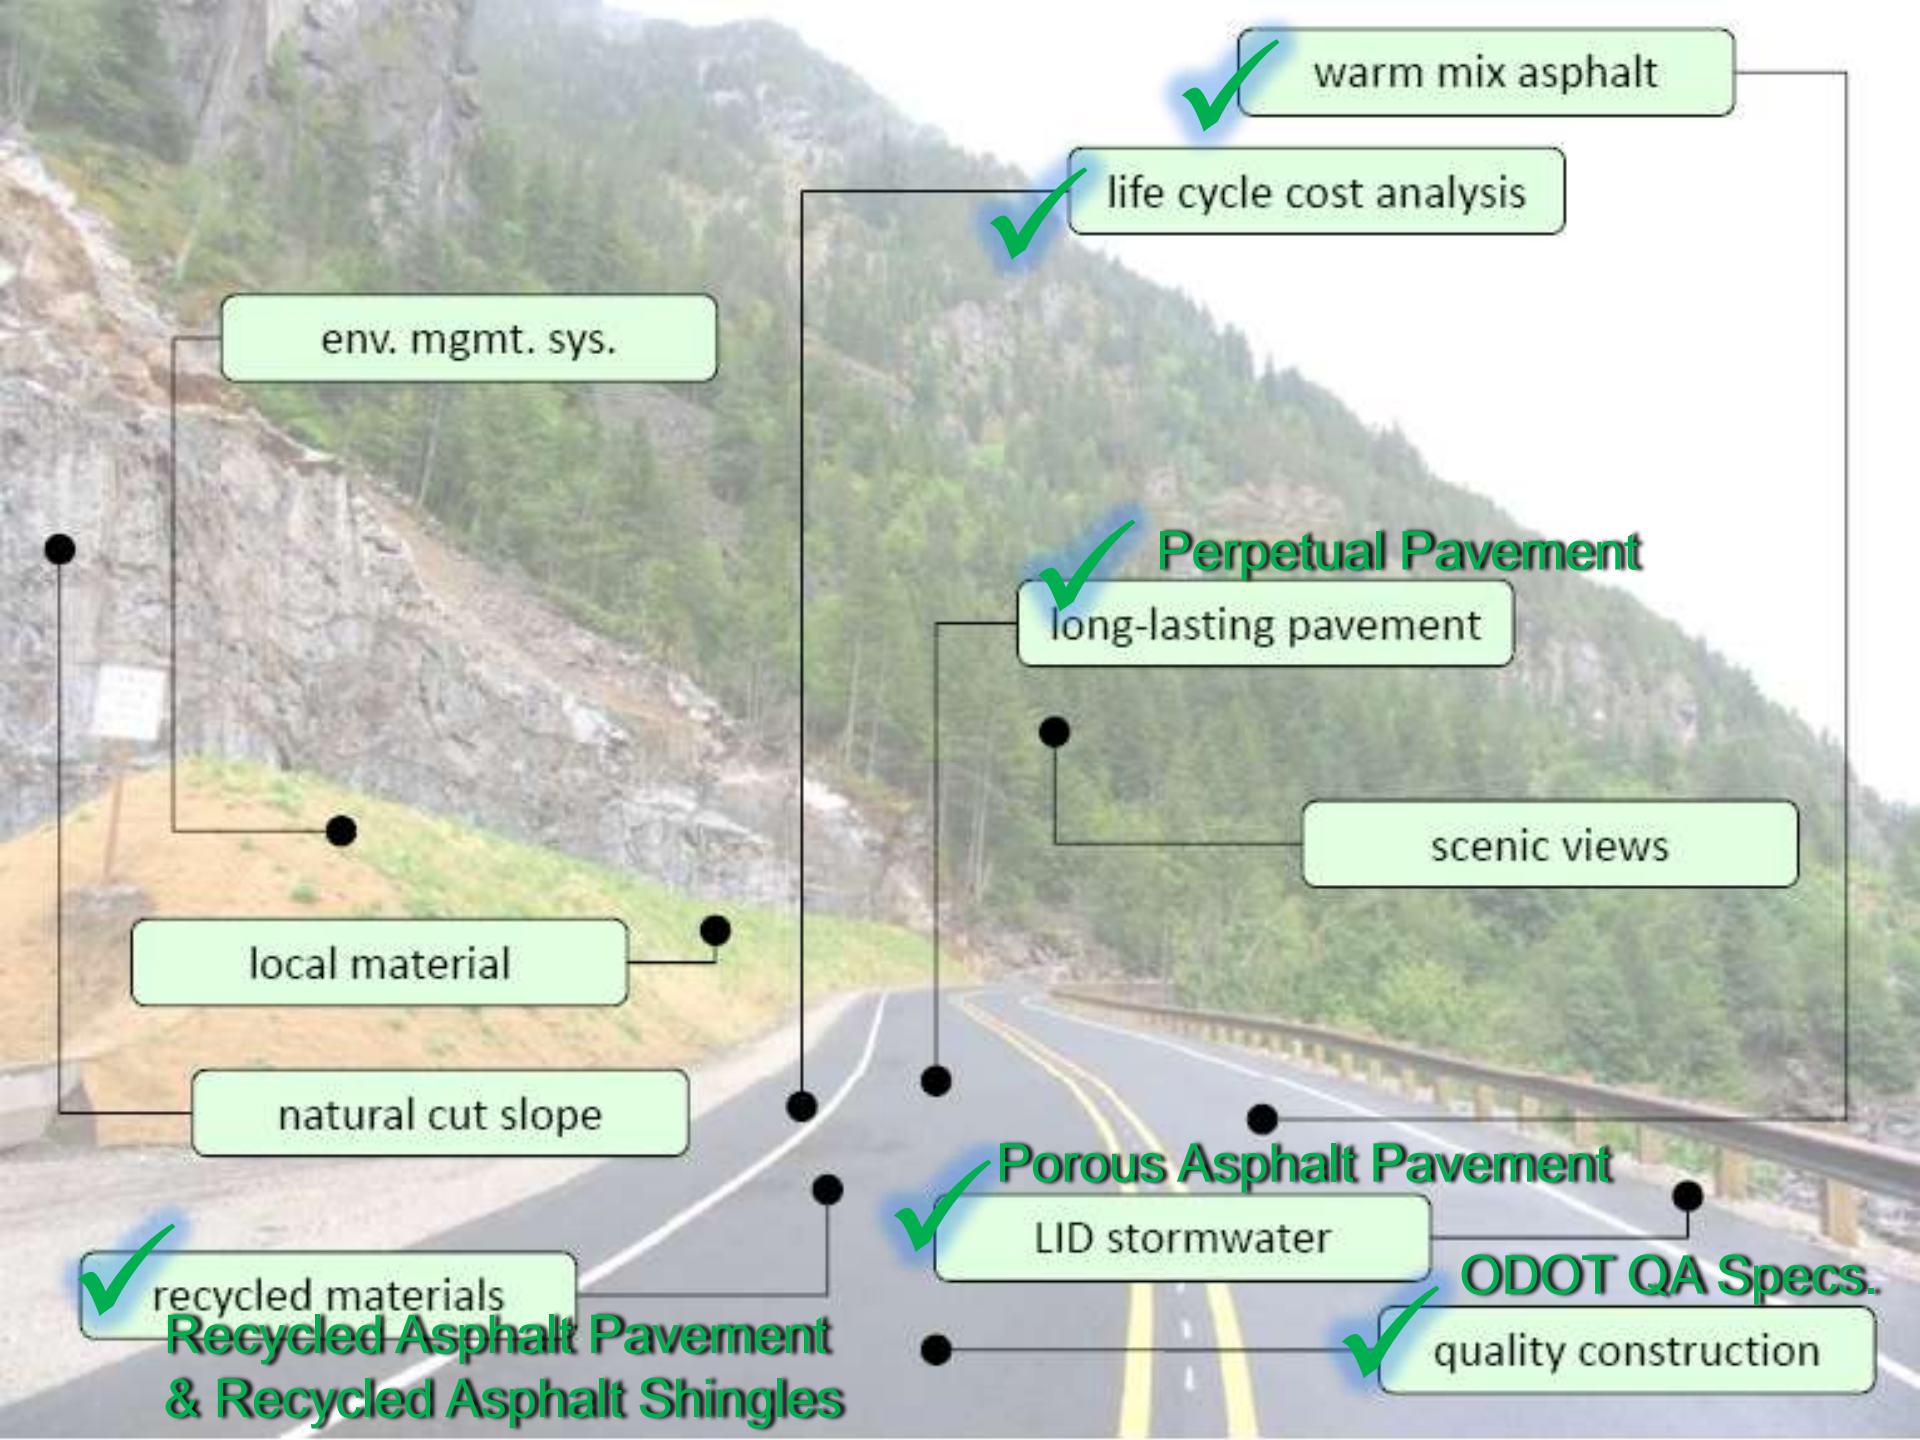 warm mix asphalt
life cycle cost analysis
env. mgmt. sys.
Perpetual Pavement
long-lasting pavement
scenic views
local material
natural cut slope
Porous Asphalt Pavement
LID stormwater
ODOT QA Specs.
recycled materials
Recycled Asphalt Pavement
& Recycled Asphalt Shingles
quality construction